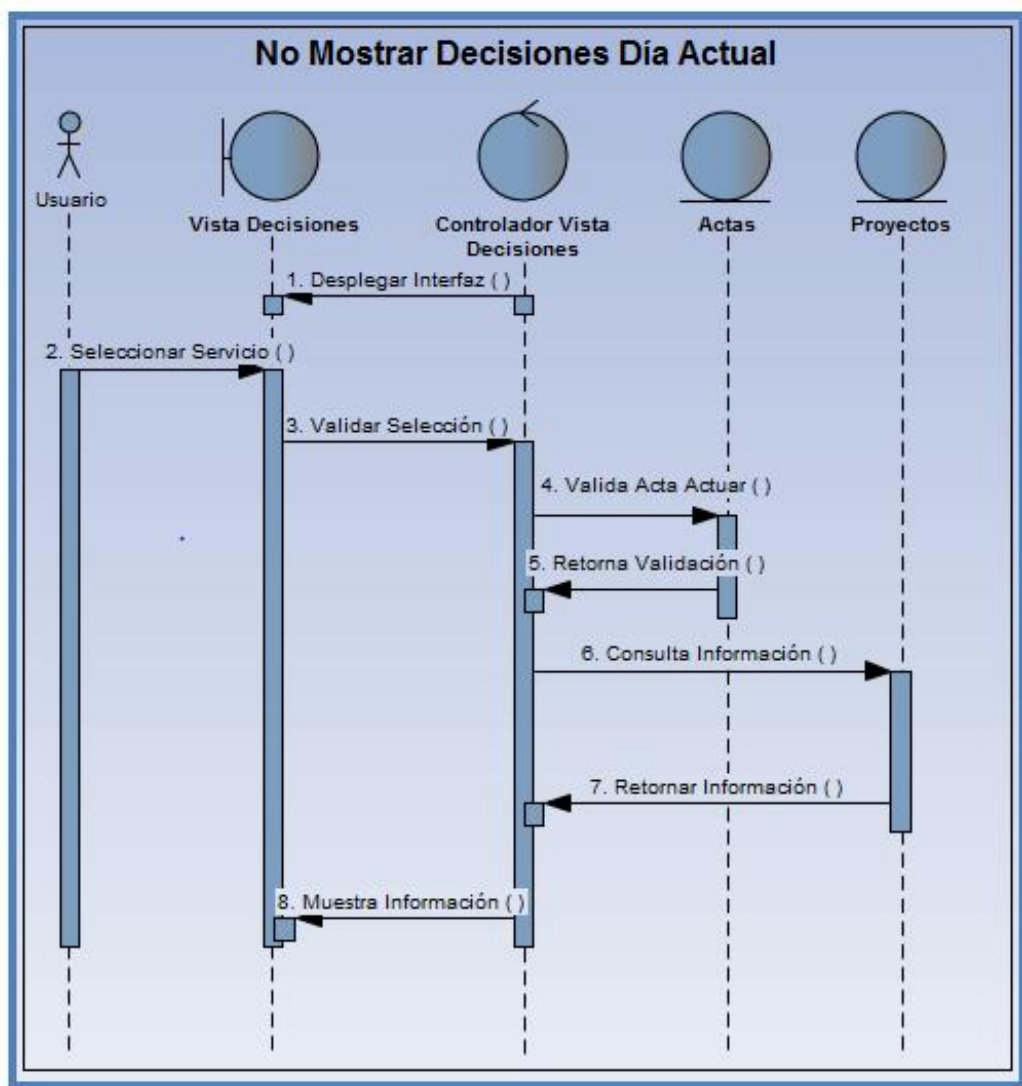 No Mostrar Decisiones Día Actual
Usuario
Vista Decisiones
Controlador Vista
Decisiones
Actas
Proyectos
1. Desplegar Interfaz ( )
2. Seleccionar Servicio ( )
3. Validar Selección ( )
4. Valida Acta Actuar ( )
5. Retorna Validación ( )
6. Consulta Información ( )
7. Retornar Información ( )
8. Muestra Información ( )